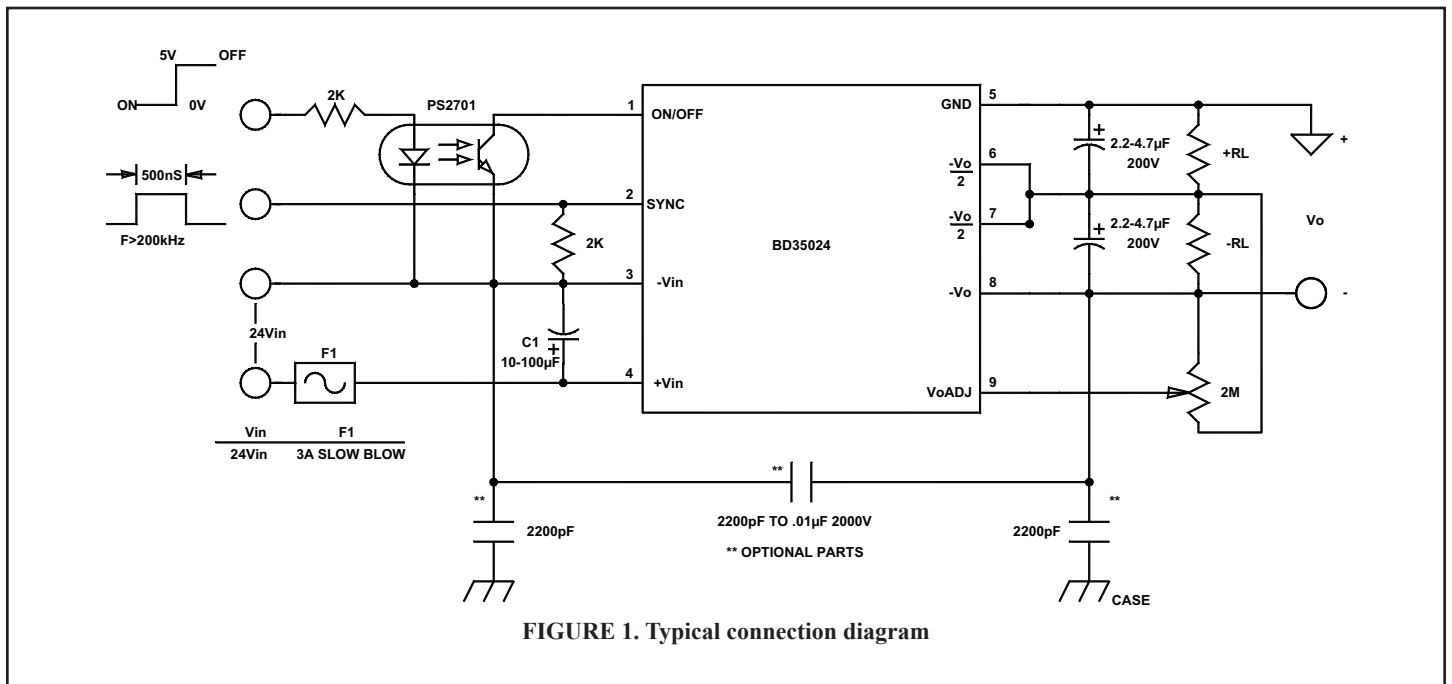 5V
OFF
ON
0V
2K
PS2701
1
ON/OFF
500nS
F>200kHz
2
SYNC
2K
3
-Vin
24Vin
C1
10-100µF
+
F1
4
+Vin
Vin F1
24Vin 3A SLOW BLOW
BD35024
GND
5
-Vo
2
6
-Vo
2
7
-Vo
8
VoADJ
9
+
2.2-4.7µF
200V
+RL
+
+
2.2-4.7µF
200V
-RL
Vo
-
2M
**
2200pF
**
2200pF TO .01µF 2000V
** OPTIONAL PARTS
**
2200pF
CASE
FIGURE 1. Typical connection diagram